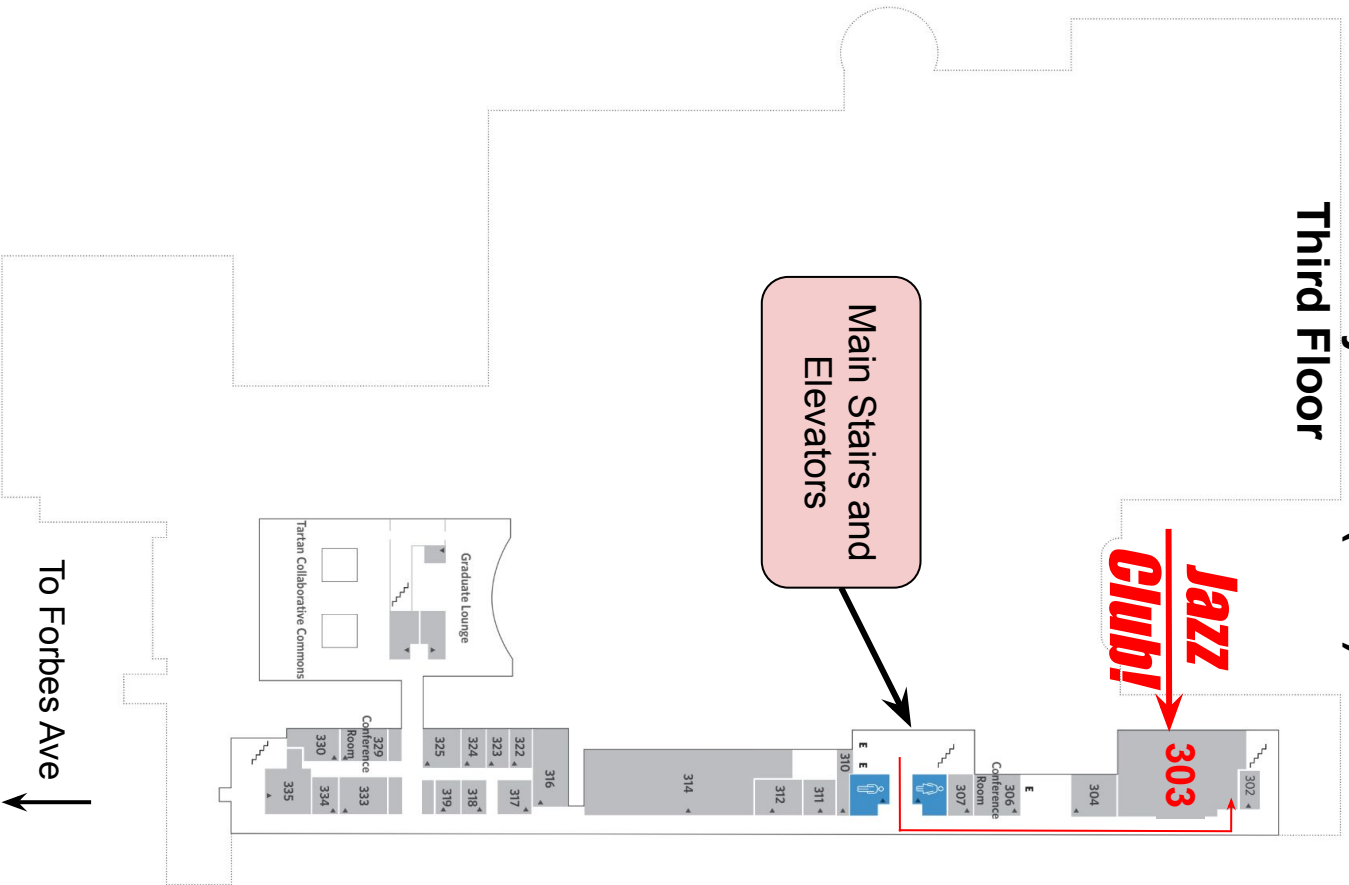 Third Floor
Jazz
Club!
302
303
304
E
306
Conference
Room
307
Main Stairs and
Elevators
E
E
310
311
312
314
316
317
322
323
324
325
318
319
Graduate Lounge
Tartan Collaborative Commons
329
Conference
Room
330
333
334
335
To Forbes Ave